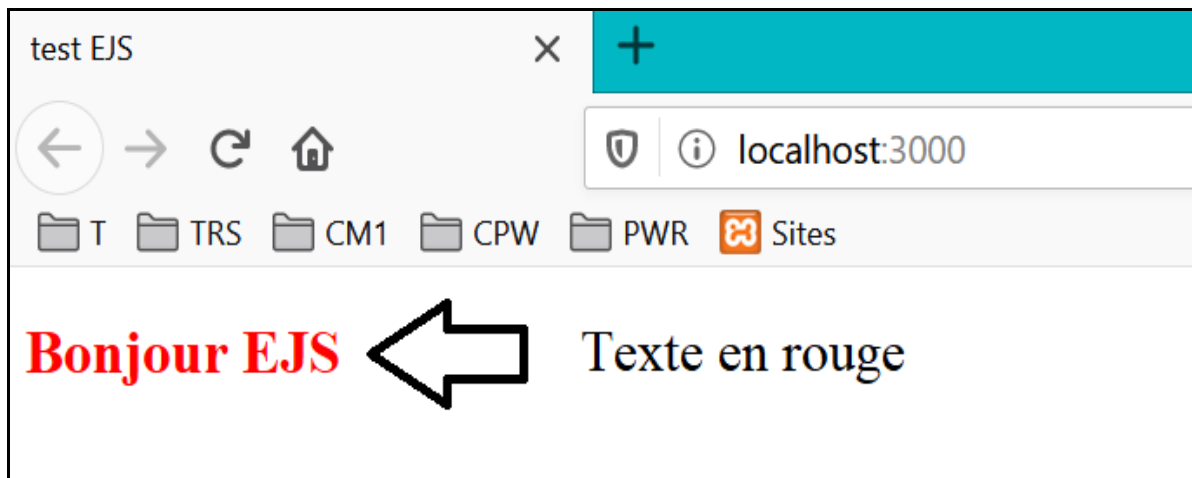 test EJS
localhost:3000
T TRS CM1 CPW PWR Sites
Bonjour EJS Texte en rouge